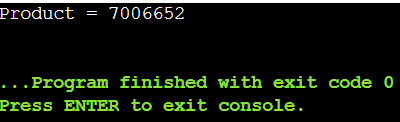 Product = 7006652
...Program finished with exit code 0
Press ENTER to exit console.